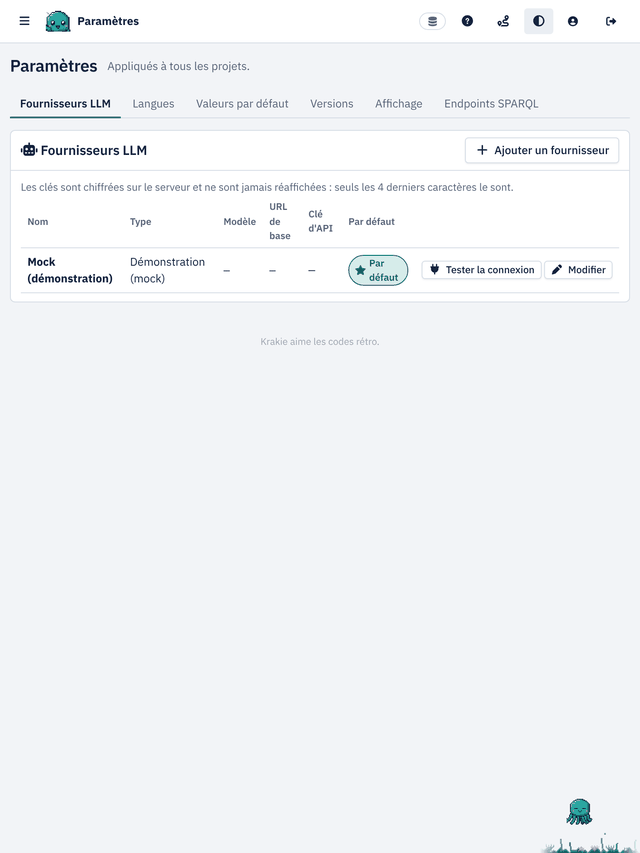 Paramètres
Paramètres Appliqués à tous les projets.
Fournisseurs LLM Langues Valeurs par défaut Versions Affichage Endpoints SPARQL
Fournisseurs LLM
Ajouter un fournisseur
Les clés sont chiffrées sur le serveur et ne sont jamais réaffichées : seuls les 4 derniers caractères le sont.
Nom
Type
Modèle
URL
de
base
Clé
d'API
Par défaut
Mock
(démonstration)
Démonstration
(mock)
–
–
–
Par
défaut
Tester la connexion
Modifier
Krakie aime les codes rétro.